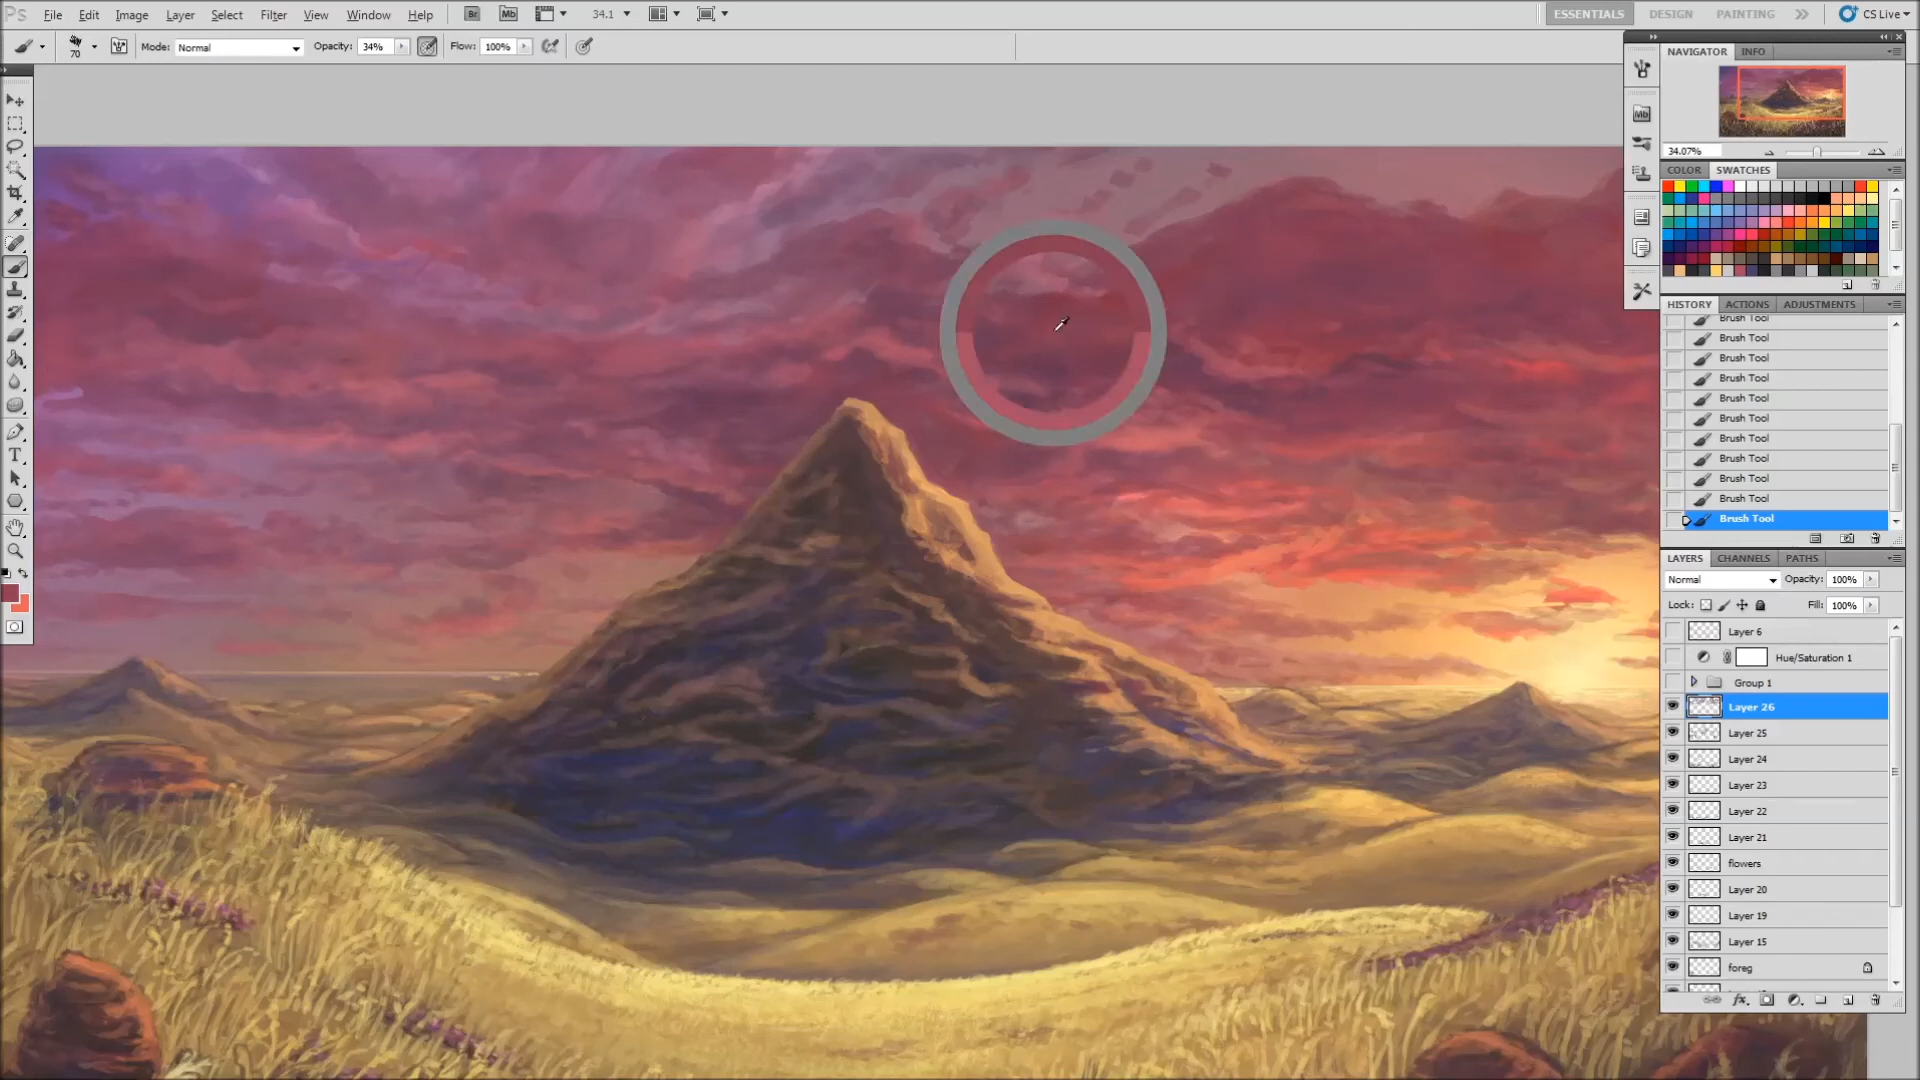 Ps File Edit Image Layer Select Filter View Window Help Br Mb 34.1 ESSENTIALS DESIGN PAINTING CS Live
70 Mode: Normal Opacity: 34% Flow: 100%
NAVIGATOR INFO
34.07%
COLOR SWATCHES
HISTORY ACTIONS ADJUSTMENTS
Brush Tool
Brush Tool
Brush Tool
Brush Tool
Brush Tool
Brush Tool
Brush Tool
Brush Tool
Brush Tool
Brush Tool
Brush Tool
LAYERS CHANNELS PATHS
Normal Opacity: 100%
Lock: Fill: 100%
Layer 6
Hue/Saturation 1
Group 1
Layer 26
Layer 25
Layer 24
Layer 23
Layer 22
Layer 21
flowers
Layer 20
Layer 19
Layer 15
foreg
fx
Mb
T